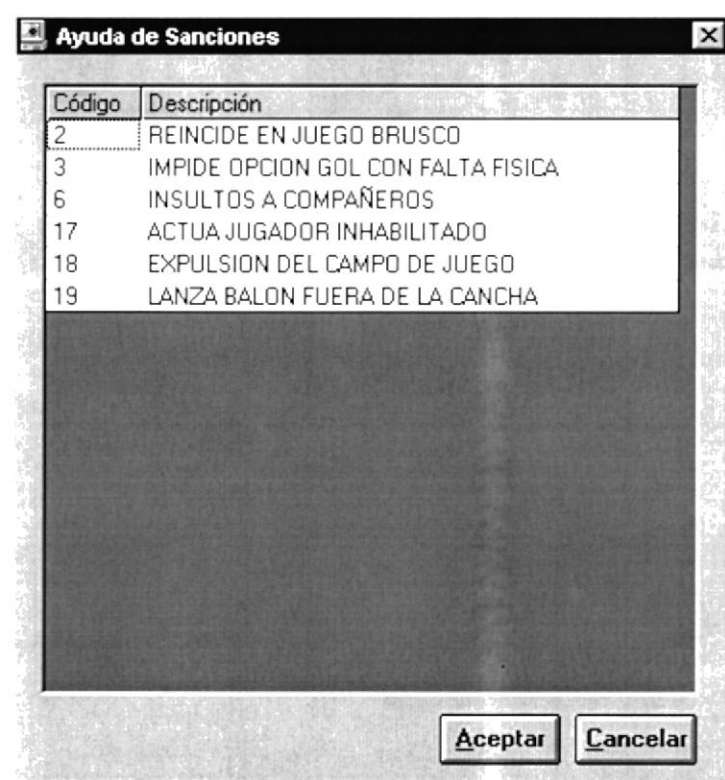 Ayuda de Sanciones
Código Descripción
2 REINCIDE EN JUEGO BRUSCO
3 IMPIDE OPCION GOL CON FALTA FISICA
6 INSULTOS A COMPAÑEROS
17 ACTUA JUGADOR INHABILITADO
18 EXPULSION DEL CAMPO DE JUEGO
19 LANZA BALON FUERA DE LA CANCHA
Aceptar Cancelar